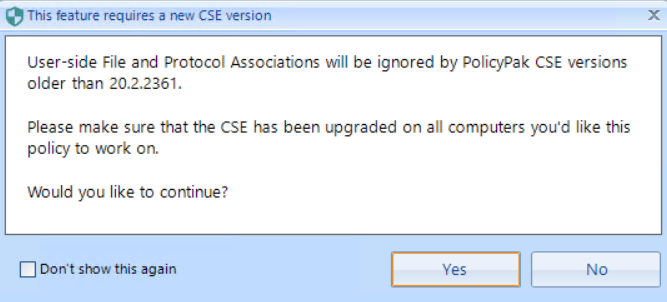 This feature requires a new CSE version
User-side File and Protocol Associations will be ignored by PolicyPak CSE versions
older than 20.2.2361.
Please make sure that the CSE has been upgraded on all computers you'd like this
policy to work on.
Would you like to continue?
Don't show this again
Yes
No